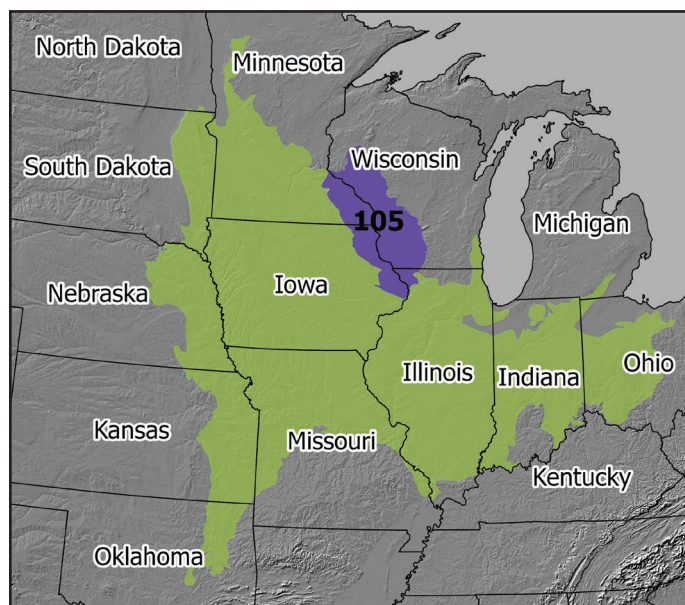 North Dakota
Minnesota
South Dakota
Wisconsin
105
Michigan
Nebraska
Iowa
Illinois
Indiana
Ohio
Kansas
Missouri
Kentucky
Oklahoma